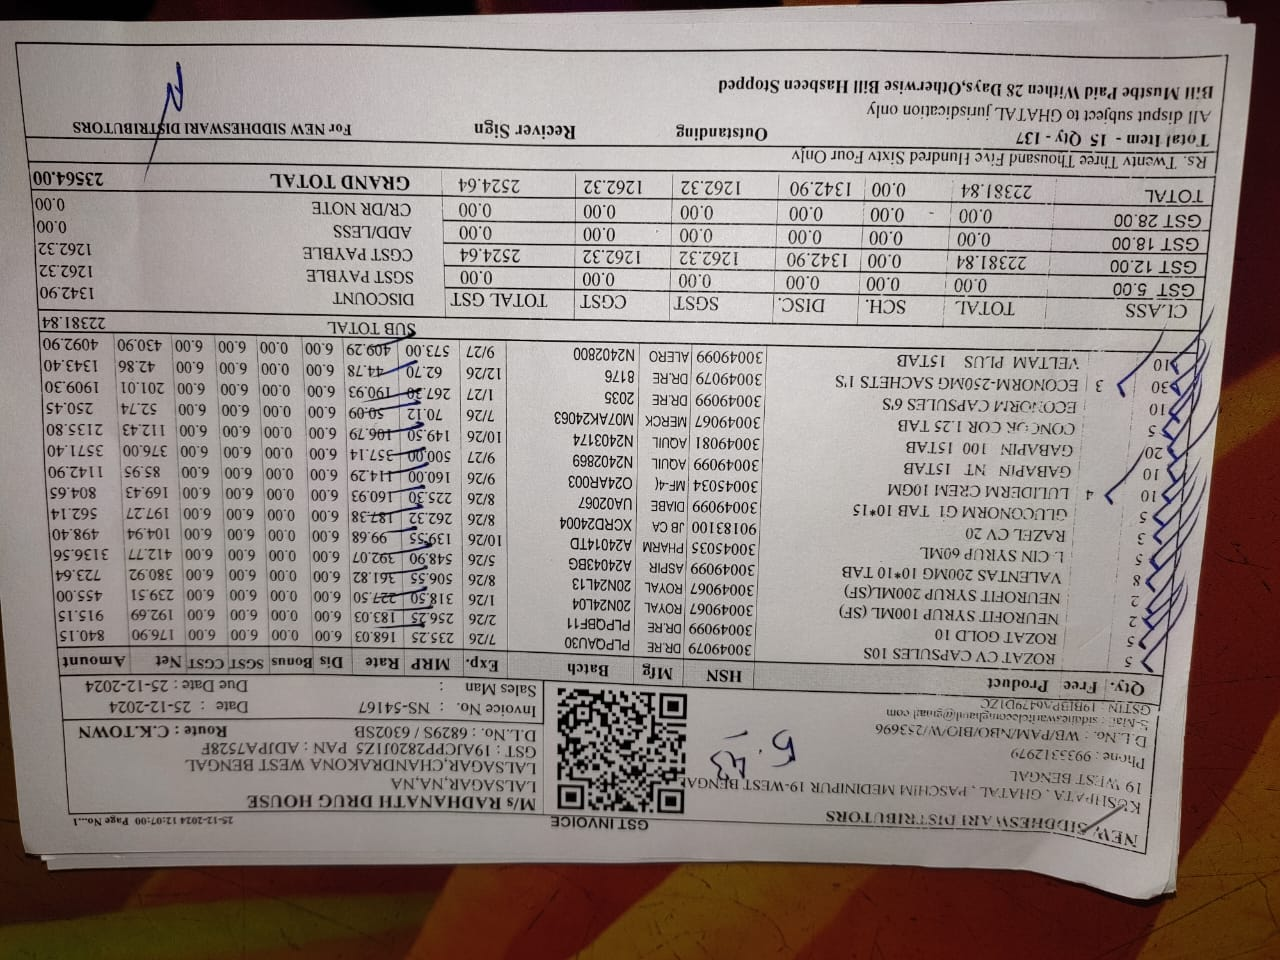 GST INVOICE
25-12-2024 12:07:00 Page No...1
NEW SIDDHESWARI DISTRIBUTORS
KUSHPATA , GHATAL , PASCHIM MEDINIPUR 19-WEST BENGAL
19 WEST BENGAL
Phone : 9933312979
D.L.No. : WB/PAM/NBO/BIO/W/253696
GSTIN :
5.43
M/s RADHANATH DRUG HOUSE
LALSAGAR,NA,NA
LALSAGAR,CHANDRAKONA WEST BENGAL
GST : 19AJCPP2820J1Z5 PAN : ADIPA7528F
D.L.No.: 6829S / 6302SB Route : C.K.TOWN
Invoice No. : NS-54167 Date : 25-12-2024
Sales Man : Due Date : 25-12-2024
Qty. Free Product HSN Mfg Batch Exp. MRP Rate Dis Bonus SGST CGST Net Amount
5 ROZAT CV CAPSULES 10S 30049079 DR.RE PLPQAU30 7/26 235.25 168.03 6.00 0.00 6.00 6.00 176.90 840.15
5 ROZAT GOLD 10 30049099 DR.RE PLPQBF11 2/26 256.25 183.03 6.00 0.00 6.00 6.00 192.69 915.15
2 NEUROFIT SYRUP 100ML (SF) 30049067 ROYAL 20N24L04 1/26 318.50 227.50 6.00 0.00 6.00 6.00 239.51 455.00
2 NEUROFIT SYRUP 200ML(SF) 30049067 ROYAL 20N24L13 8/26 506.55 361.82 6.00 0.00 6.00 6.00 380.92 723.64
8 VALENTAS 200MG 10*10 TAB 30049099 ASPIR A24043BG 5/26 548.90 392.07 6.00 0.00 6.00 6.00 412.77 3136.56
5 L CIN SYRUP 60ML 30045035 PHARM A24014TD 10/26 139.55 99.68 6.00 0.00 6.00 6.00 104.94 498.40
3 RAZEL CV 20 90183100 JB CA XCRD24004 8/26 262.32 187.38 6.00 0.00 6.00 6.00 197.27 562.14
5 GLUCONORM G1 TAB 10*15 30049099 DIABE UA02067 8/26 225.30 160.93 6.00 0.00 6.00 6.00 169.43 804.65
10 4 LULIDERM CREM 10GM 30045034 MF-4( O24AR003 9/26 160.00 114.29 6.00 0.00 6.00 6.00 85.95 1142.90
10 GABAPIN NT 15TAB 30049099 AQUIL N2402869 9/27 500.00 357.14 6.00 0.00 6.00 6.00 376.00 3571.40
20 GABAPIN 100 15TAB 30049081 AQUIL N2403174 10/26 149.50 106.79 6.00 0.00 6.00 6.00 112.43 2135.80
5 CONCOR COR 1.25 TAB 30049067 MERCK M07AK24063 7/26 70.12 50.09 6.00 0.00 6.00 6.00 52.74 250.45
10 ECONORM CAPSULES 6'S 30049099 DR.RE 2035 1/27 267.30 190.93 6.00 0.00 6.00 6.00 201.01 1909.30
30 3 ECONORM-250MG SACHETS 1'S 30049079 DR.RE 8176 12/26 62.70 44.78 6.00 0.00 6.00 6.00 42.86 1343.40
10 VELTAM PLUS 15TAB 30049099 ALERO N2402800 9/27 573.00 409.29 6.00 0.00 6.00 6.00 430.90 4092.90
SUB TOTAL 22381.84
CLASS TOTAL SCH. DISC. SGST CGST TOTAL GST DISCOUNT 1342.90
GST 5.00 0.00 0.00 0.00 0.00 0.00 0.00 SGST PAYBLE 1262.32
GST 12.00 22381.84 0.00 1342.90 1262.32 1262.32 2524.64 CGST PAYBLE 1262.32
GST 18.00 0.00 0.00 0.00 0.00 0.00 0.00 ADD/LESS 0.00
GST 28.00 0.00 0.00 0.00 0.00 0.00 0.00 CR/DR NOTE 0.00
TOTAL 22381.84 0.00 1342.90 1262.32 1262.32 2524.64 GRAND TOTAL 23564.00
Rs. Twenty Three Thousand Five Hundred Sixty Four Only
Total Item - 15 Qty - 137 Outstanding Reciver Sign For NEW SIDDHESWARI DISTRIBUTORS
All disput subject to GHATAL jurisdication only
Bill Mustbe Paid Withen 28 Days,Otherwise Bill Hasbeen Stopped